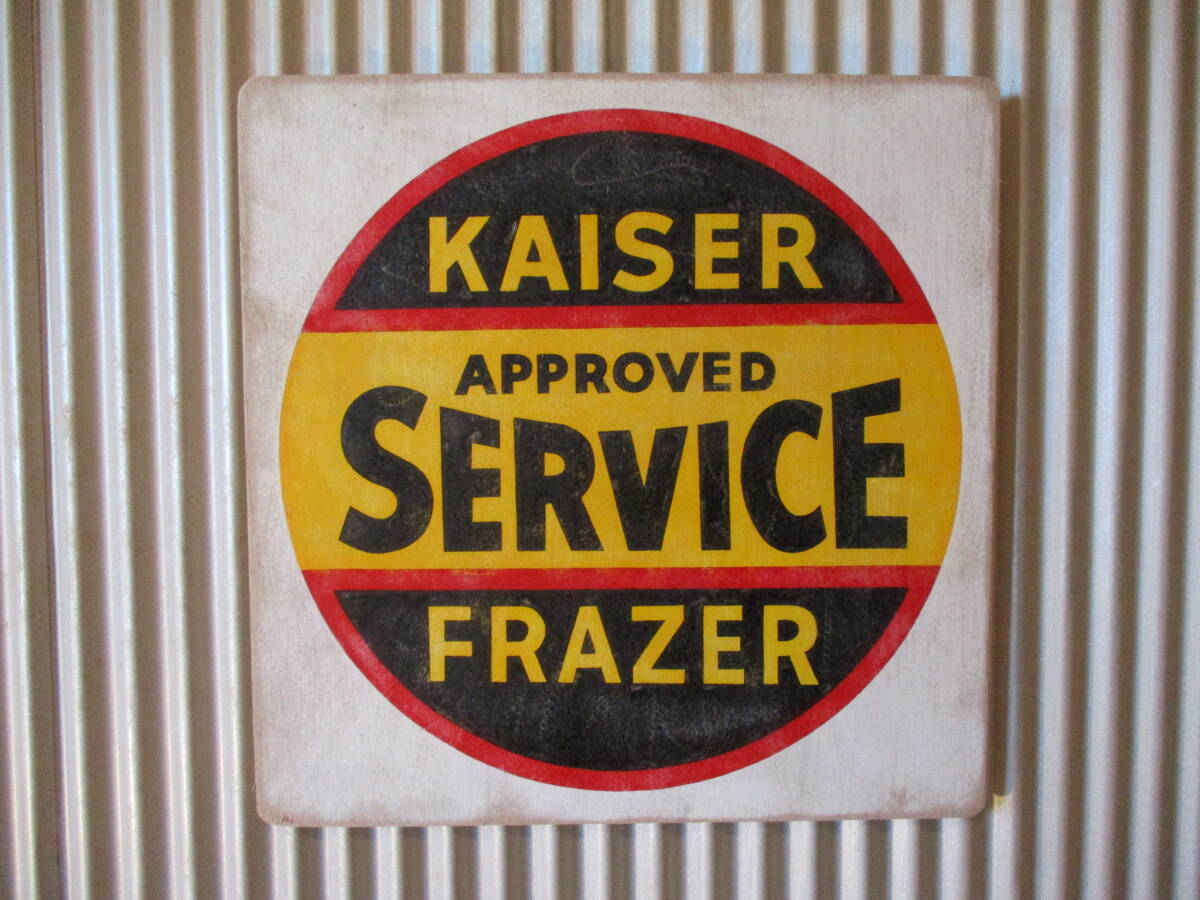 KAISER
APPROVED
SERVICE
FRAZER